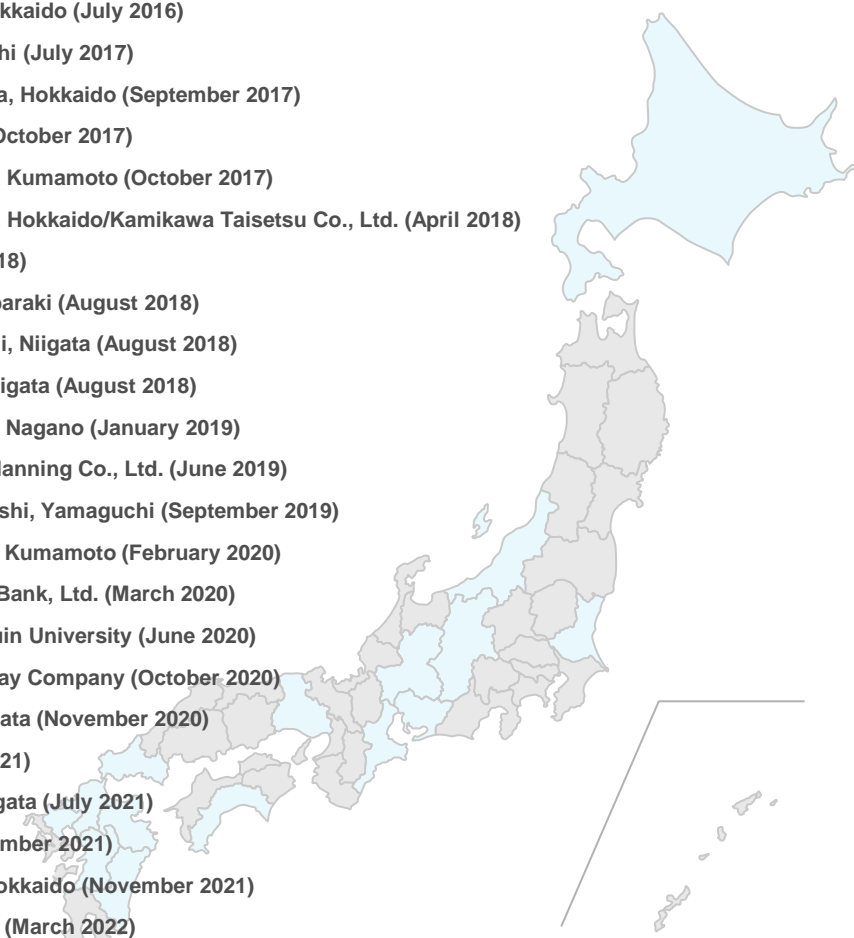 kkaido (July 2016)
hi (July 2017)
a, Hokkaido (September 2017)
October 2017)
Kumamoto (October 2017)
Hokkaido/Kamikawa Taisetsu Co., Ltd. (April 2018)
18)
baraki (August 2018)
i, Niigata (August 2018)
igata (August 2018)
Nagano (January 2019)
lanning Co., Ltd. (June 2019)
shi, Yamaguchi (September 2019)
Kumamoto (February 2020)
Bank, Ltd. (March 2020)
uin University (June 2020)
ay Company (October 2020)
ata (November 2020)
21)
gata (July 2021)
mber 2021)
okkaido (November 2021)
(March 2022)